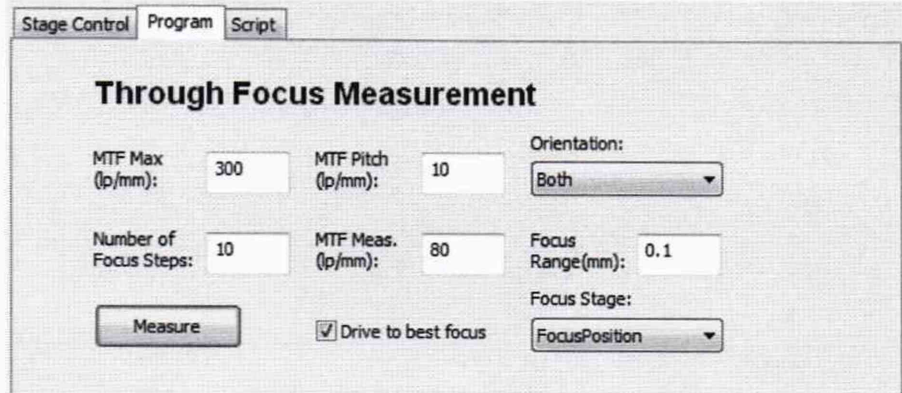 Stage Control Program Script
Through Focus Measurement
MTF Max
(lp/mm):
300
MTF Pitch
(lp/mm):
10
Orientation:
Both
Number of
Focus Steps:
10
MTF Meas.
(lp/mm):
80
Focus
Range(mm):
0.1
Measure
Drive to best focus
Focus Stage:
FocusPosition